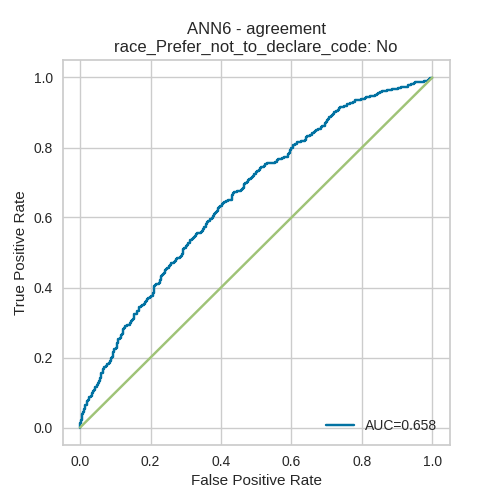 ANN6 - agreement
race_Prefer_not_to_declare_code: No
1.0
0.8
0.6
0.4
0.2
0.0
True Positive Rate
AUC=0.658
0.0 0.2 0.4 0.6 0.8 1.0
False Positive Rate